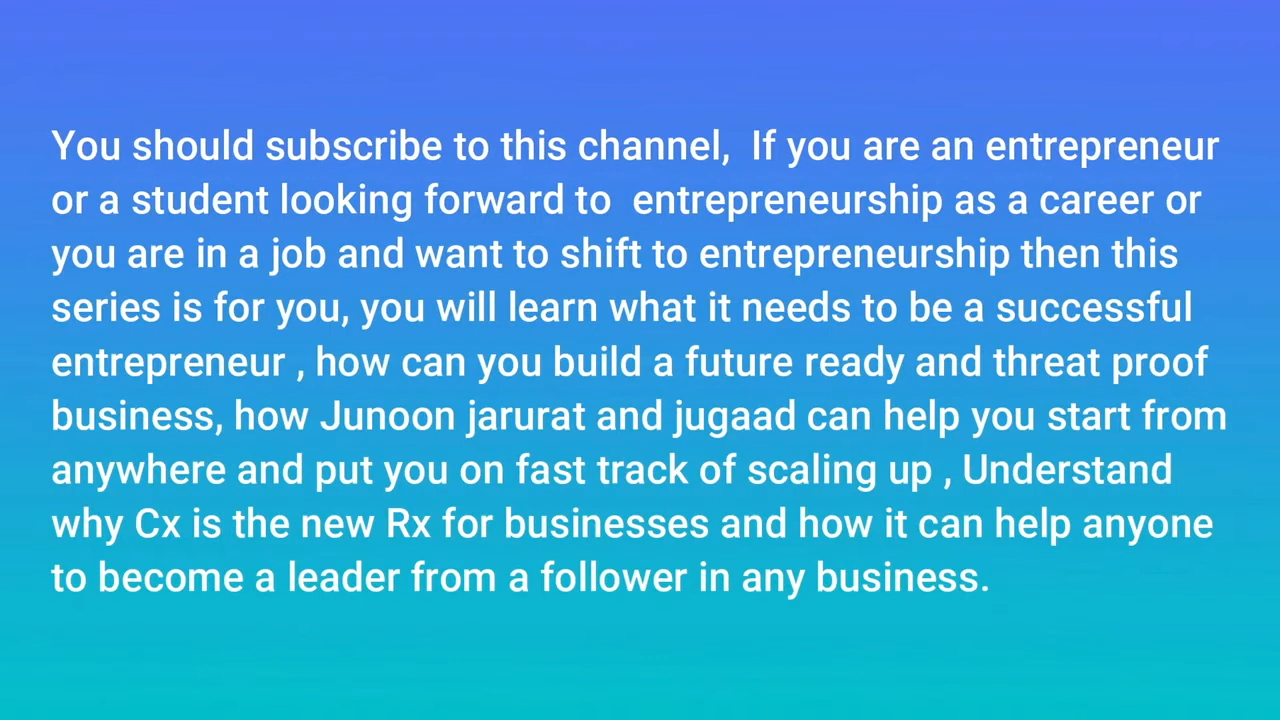 You should subscribe to this channel,  If you are an entrepreneur
or a student looking forward to  entrepreneurship as a career or
you are in a job and want to shift to entrepreneurship then this
series is for you, you will learn what it needs to be a successful
entrepreneur , how can you build a future ready and threat proof
business, how Junoon jarurat and jugaad can help you start from
anywhere and put you on fast track of scaling up , Understand
why Cx is the new Rx for businesses and how it can help anyone
to become a leader from a follower in any business.